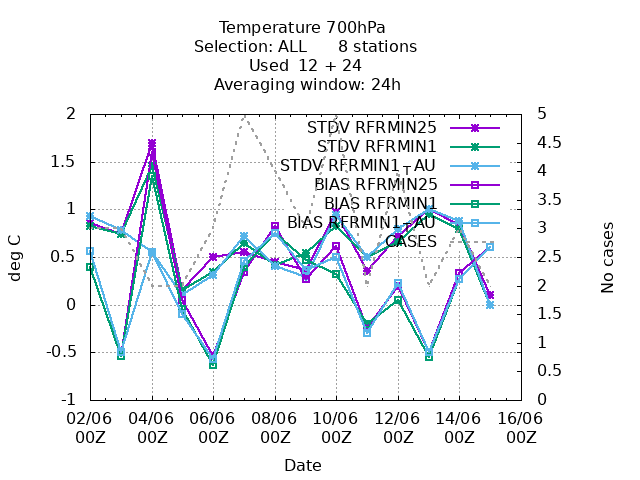 Temperature 700hPa
Selection: ALL 8 stations
Used 12 + 24
Averaging window: 24h
deg C
2
1.5
1
0.5
0
-0.5
-1
No cases
5
4.5
4
3.5
3
2.5
2
1.5
1
0.5
0
STDV RFRMIN25
STDV RFRMIN1
STDV RFRMIN1-AU
BIAS RFRMIN25
BIAS RFRMIN1
BIAS RFRMIN1-AU
CASES
02/06 04/06 06/06 08/06 10/06 12/06 14/06 16/06
00Z 00Z 00Z 00Z 00Z 00Z 00Z 00Z
Date